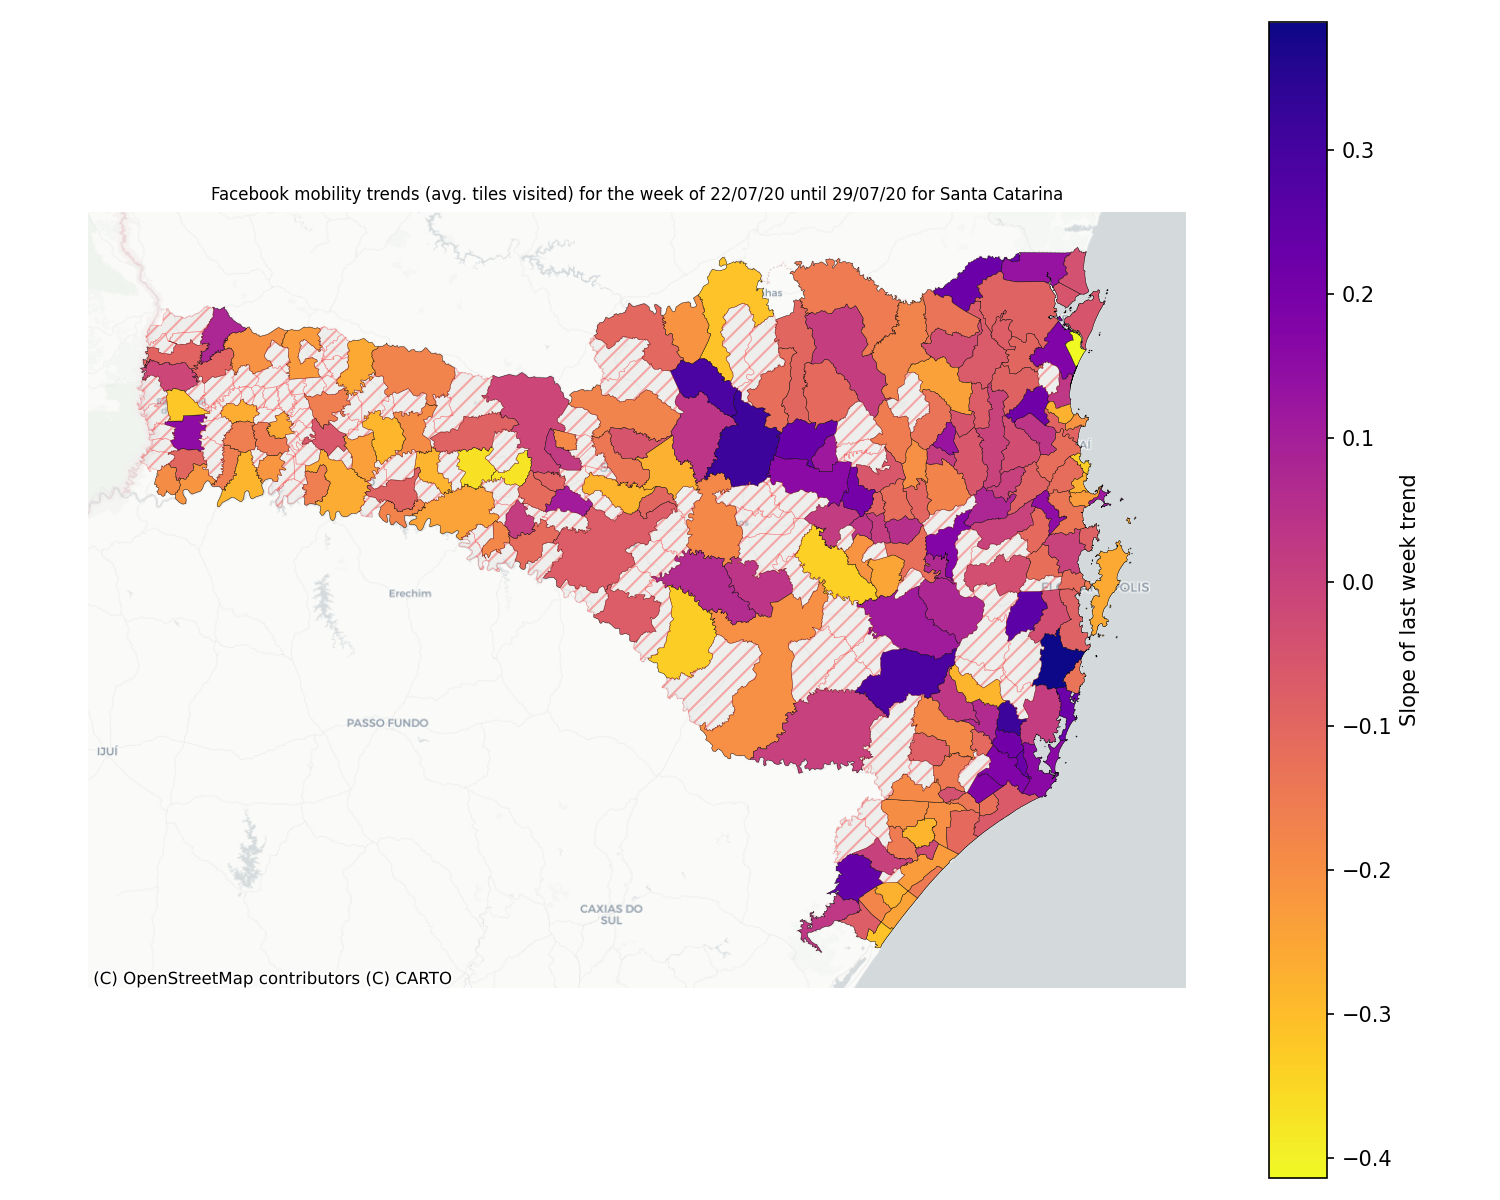 Facebook mobility trends (avg. tiles visited) for the week of 22/07/20 until 29/07/20 for Santa Catarina
has
AÍ
OLIS
Erechim
PASSO FUNDO
IJUÍ
CAXIAS DO
SUL
(C) OpenStreetMap contributors (C) CARTO
0.3
0.2
0.1
0.0
−0.1
−0.2
−0.3
−0.4
Slope of last week trend